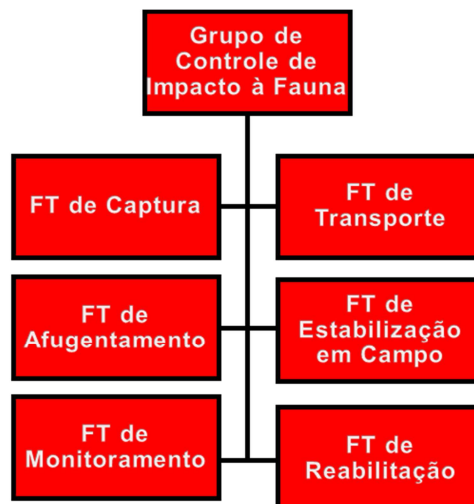 Grupo de
Controle de
Impacto à Fauna
FT de Captura
FT de
Transporte
FT de
Afugentamento
FT de
Estabilização
em Campo
FT de
Monitoramento
FT de
Reabilitação